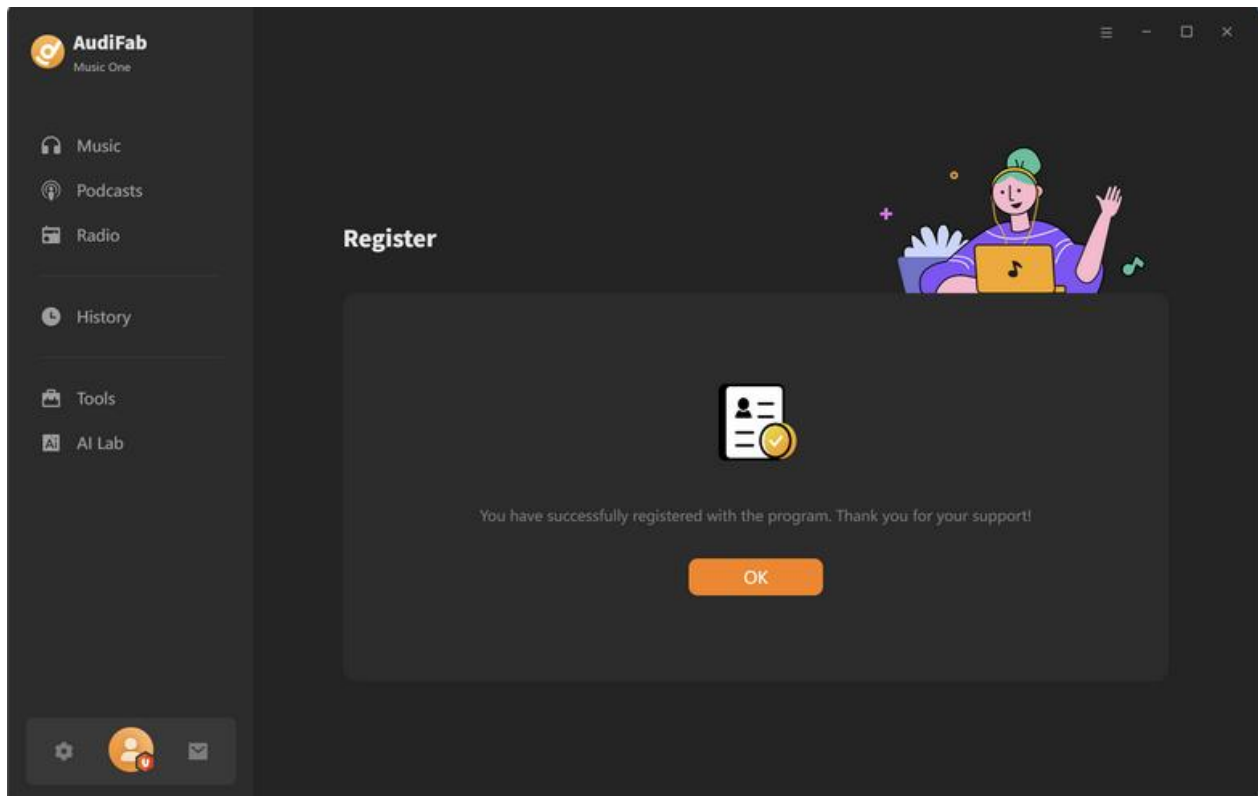 AudiFab
Music One
Music
Podcasts
Radio
History
Tools
AI Lab
Register
You have successfully registered with the program. Thank you for your support!
OK